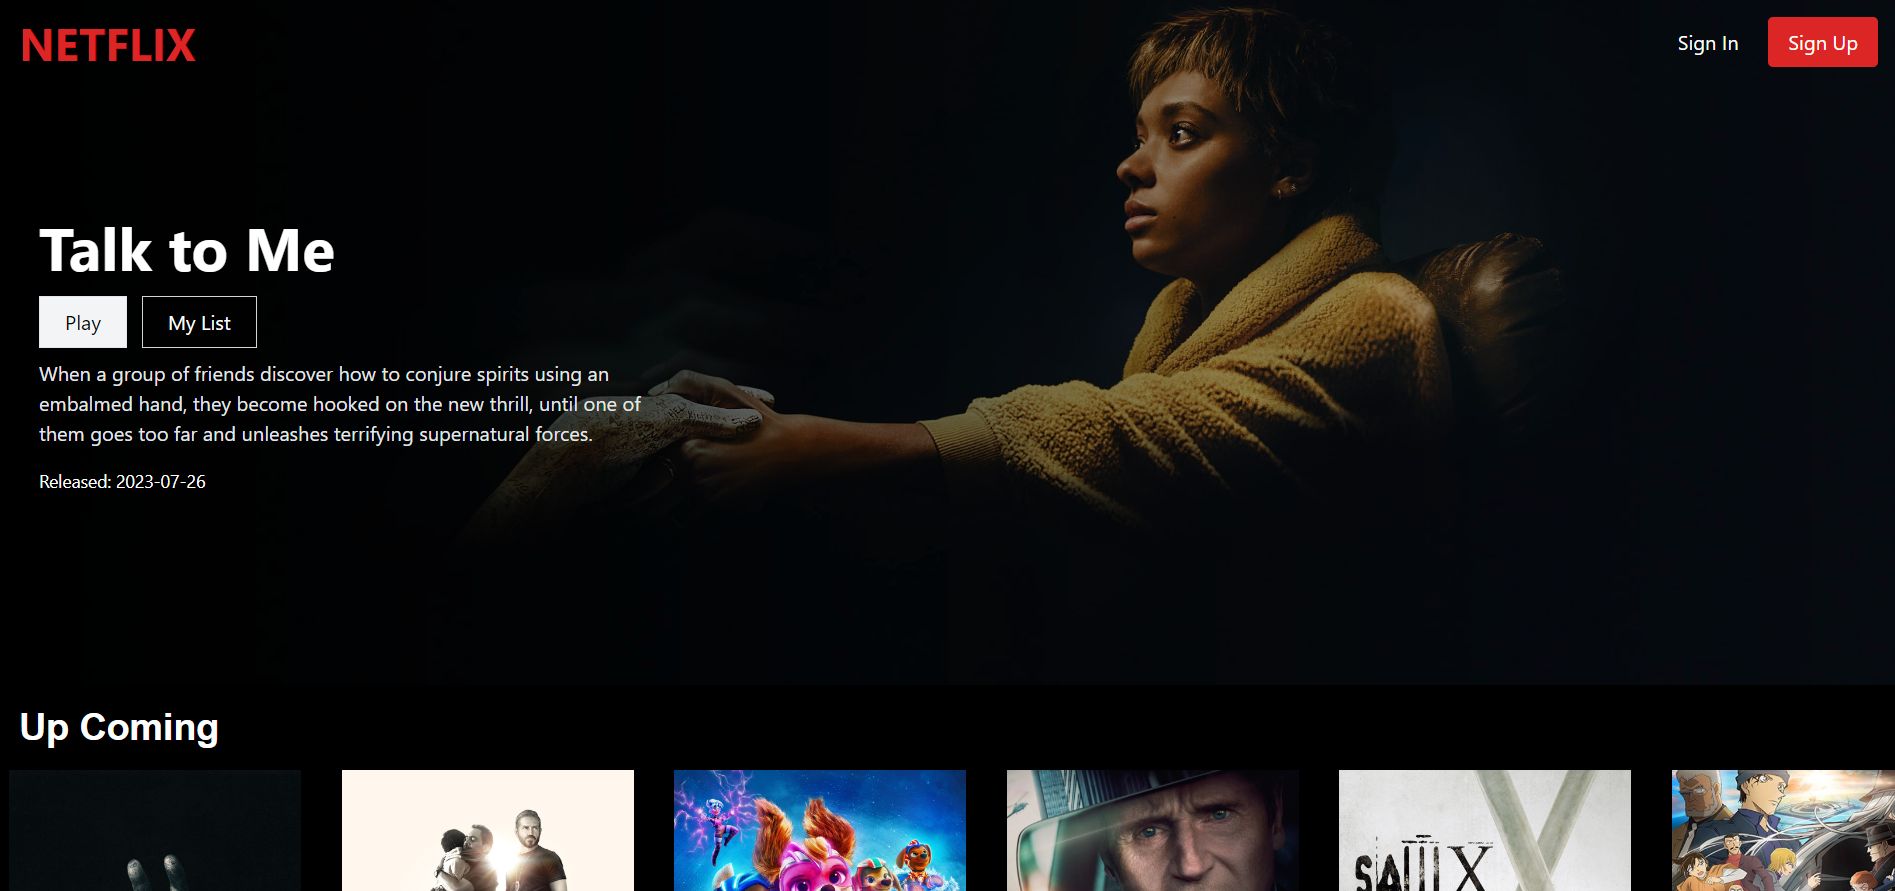 NETFLIX
Sign In
Sign Up
Talk to Me
Play
My List
When a group of friends discover how to conjure spirits using an
embalmed hand, they become hooked on the new thrill, until one of
them goes too far and unleashes terrifying supernatural forces.
Released: 2023-07-26
Up Coming
SAW X